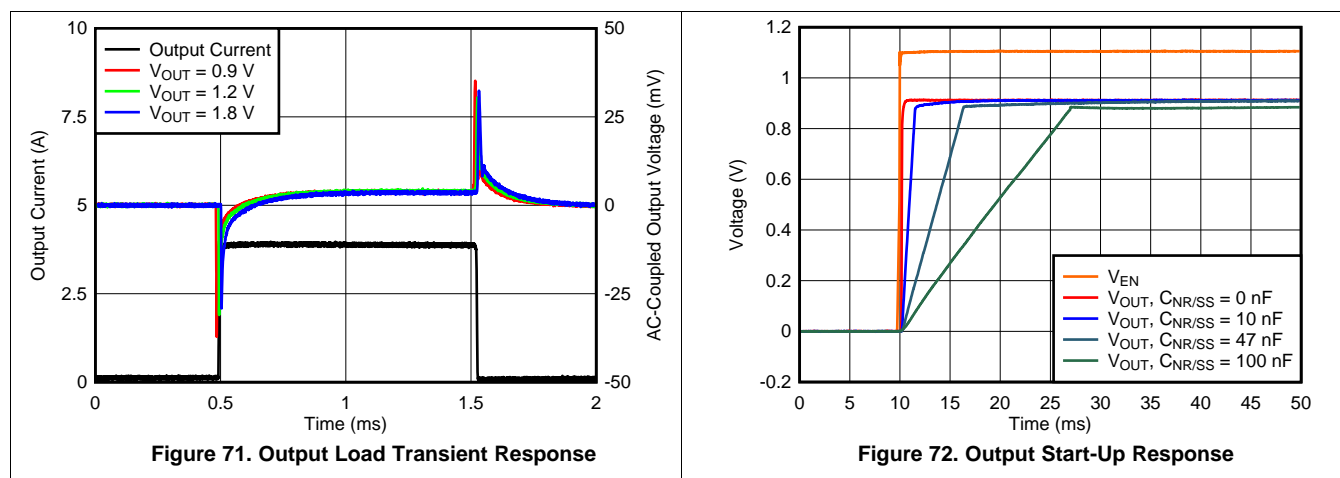 10
7.5
5
2.5
0
Output Current (A)
Output Current
VOUT = 0.9 V
VOUT = 1.2 V
VOUT = 1.8 V
50
25
0
-25
-50
AC-Coupled Output Voltage (mV)
0 0.5 1 1.5 2
Time (ms)
Figure 71. Output Load Transient Response
1.2
1
0.8
0.6
0.4
0.2
0
-0.2
Voltage (V)
VEN
VOUT, CNR/SS = 0 nF
VOUT, CNR/SS = 10 nF
VOUT, CNR/SS = 47 nF
VOUT, CNR/SS = 100 nF
0 5 10 15 20 25 30 35 40 45 50
Time (ms)
Figure 72. Output Start-Up Response